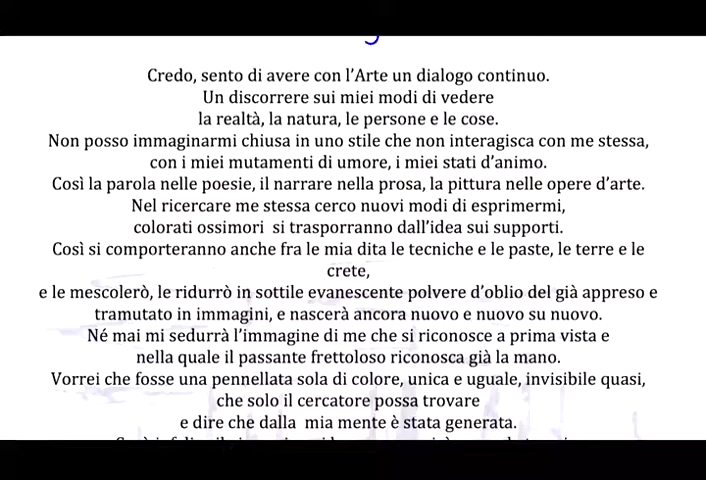 Credo, sento di avere con l'Arte un dialogo continuo.
Un discorrere sui miei modi di vedere
la realtà, la natura, le persone e le cose.
Non posso immaginarmi chiusa in uno stile che non interagisca con me stessa,
con i miei mutamenti di umore, i miei stati d'animo.
Così la parola nelle poesie, il narrare nella prosa, la pittura nelle opere d'arte.
Nel ricercare me stessa cerco nuovi modi di esprimermi,
colorati ossimori si trasporranno dall'idea sui supporti.
Così si comporteranno anche fra le mia dita le tecniche e le paste, le terre e le
crete,
e le mescolerò, le ridurrò in sottile evanescente polvere d'oblio del già appreso e
tramutato in immagini, e nascerà ancora nuovo e nuovo su nuovo.
Né mai mi sedurrà l'immagine di me che si riconosce a prima vista e
nella quale il passante frettoloso riconosca già la mano.
Vorrei che fosse una pennellata sola di colore, unica e uguale, invisibile quasi,
che solo il cercatore possa trovare
e dire che dalla mia mente è stata generata.